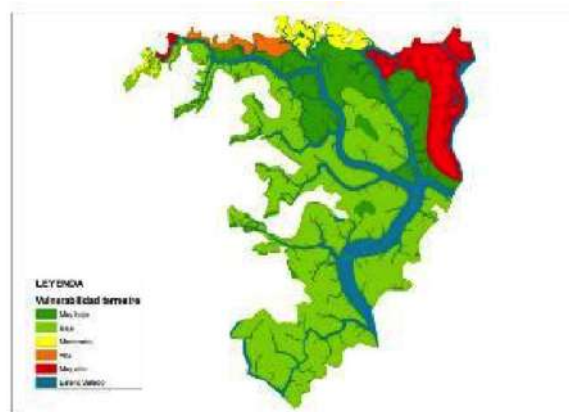 LEYENDA
Vulnerabilidad terrestre
Muy baja
Baja
Moderada
Alta
Muy alta